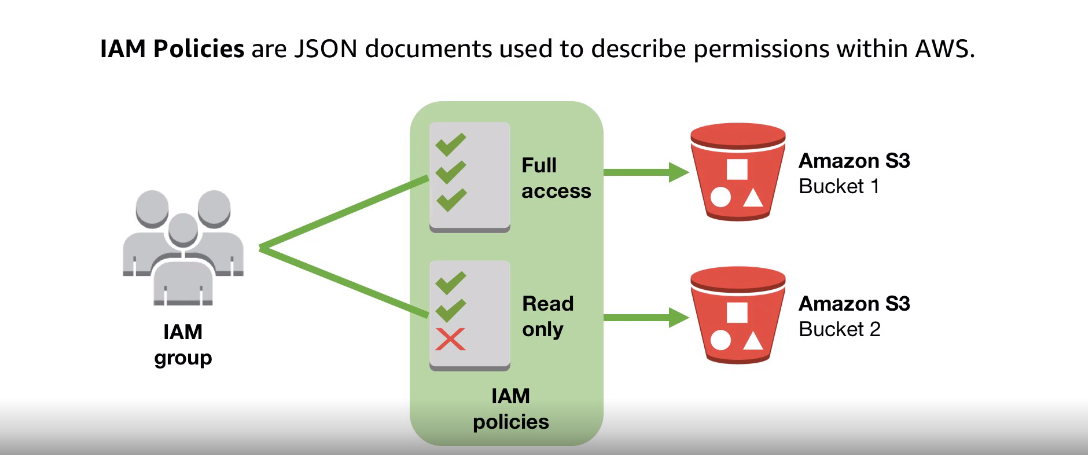 IAM Policies are JSON documents used to describe permissions within AWS.
Full
access
Amazon S3
Bucket 1
IAM
group
Read
only
Amazon S3
Bucket 2
IAM
policies